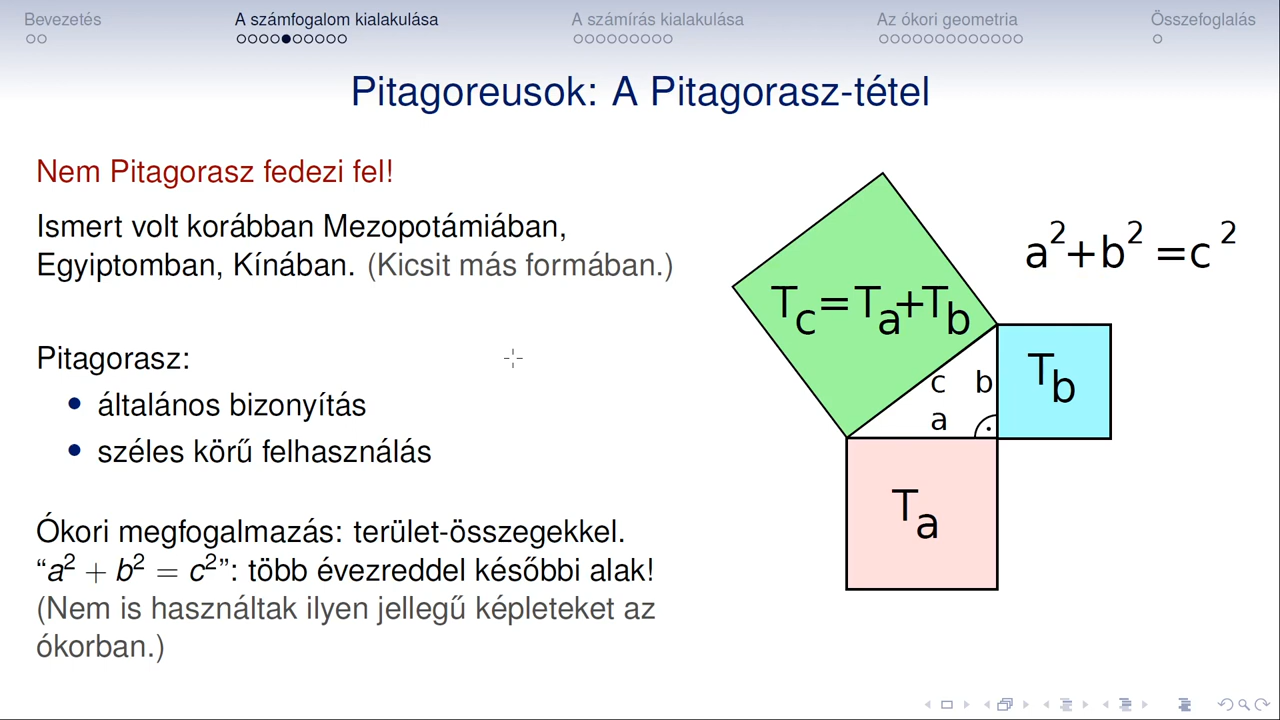 Bevezetés
A számfogalom kialakulása
A számírás kialakulása
Az ókori geometria
Összefoglalás
Pitagoreusok: A Pitagorasz-tétel
Nem Pitagorasz fedezi fel!
Ismert volt korábban Mezopotámiában,
Egyiptomban, Kínában. (Kicsit más formában.)
Pitagorasz:
• általános bizonyítás
• széles körű felhasználás
Ókori megfogalmazás: terület-összegekkel.
“a² + b² = c²”: több évezreddel későbbi alak!
(Nem is használtak ilyen jellegű képleteket az
ókorban.)
a²+b²=c²
T_c=T_a+T_b
c b
a
T_b
T_a